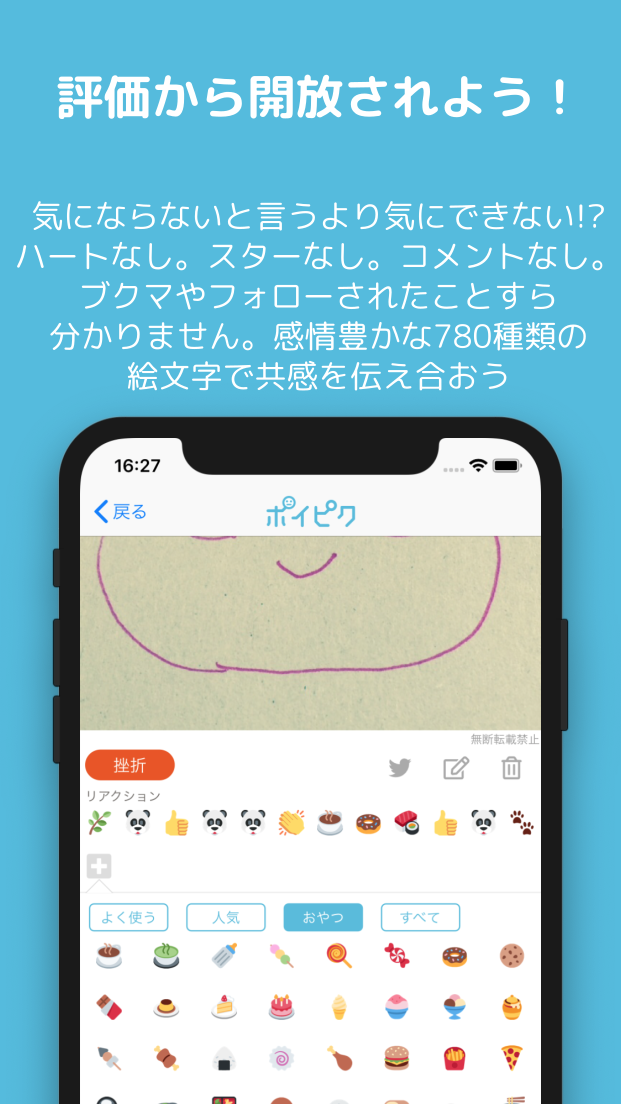 評価から開放されよう！
気にならないと言うより気にできない!?
ハートなし。スターなし。コメントなし。
ブクマやフォローされたことすら
分かりません。感情豊かな780種類の
絵文字で共感を伝え合おう
16:27
戻る
ポイピク
無断転載禁止
挫折
リアクション
よく使う
人気
おやつ
すべて